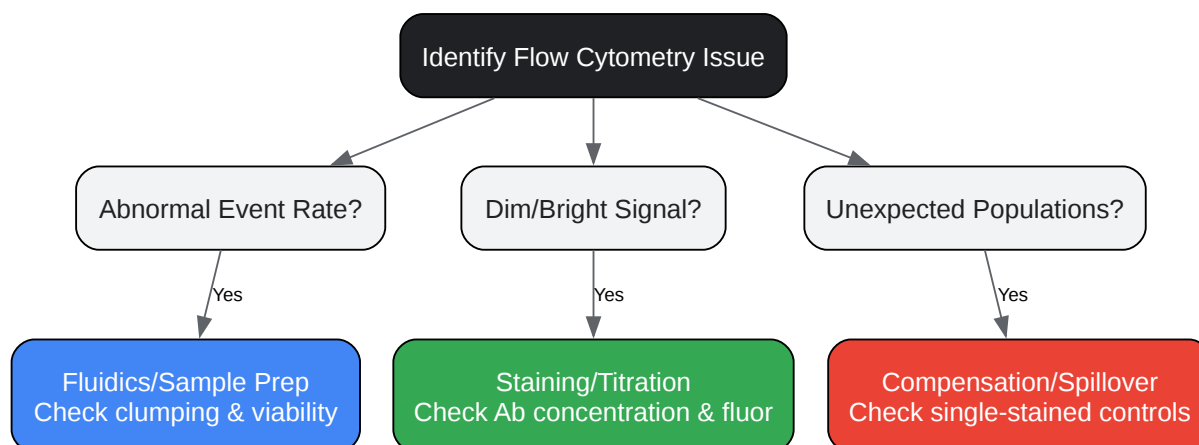 Identify Flow Cytometry Issue
Abnormal Event Rate?
Dim/Bright Signal?
Unexpected Populations?
Yes
Yes
Yes
Fluidics/Sample Prep
Check clumping & viability
Staining/Titration
Check Ab concentration & fluor
Compensation/Spillover
Check single-stained controls